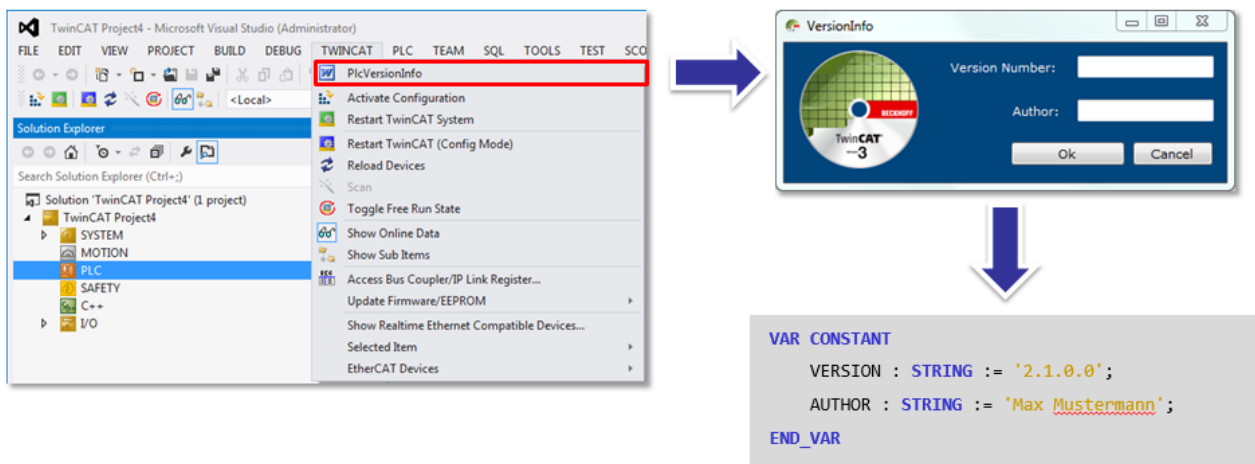 TwinCAT Project4 - Microsoft Visual Studio (Administrator)
FILE EDIT VIEW PROJECT BUILD DEBUG TWINCAT PLC TEAM SQL TOOLS TEST SCO
<Local>
Solution Explorer
Search Solution Explorer (Ctrl+;)
Solution 'TwinCAT Project4' (1 project)
TwinCAT Project4
SYSTEM
MOTION
PLC
SAFETY
C++
I/O
PlcVersionInfo
Activate Configuration
Restart TwinCAT System
Restart TwinCAT (Config Mode)
Reload Devices
Scan
Toggle Free Run State
Show Online Data
Show Sub Items
Access Bus Coupler/IP Link Register...
Update Firmware/EEPROM
Show Realtime Ethernet Compatible Devices...
Selected Item
EtherCAT Devices
VersionInfo
Version Number:
Author:
BECKHOFF
TwinCAT
3
Ok Cancel
VAR CONSTANT
VERSION : STRING := '2.1.0.0';
AUTHOR : STRING := 'Max Mustermann';
END_VAR